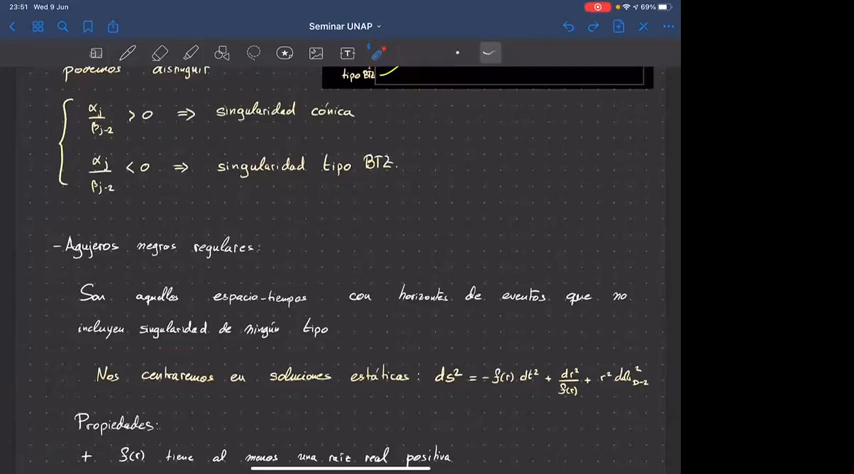 23:51 Wed 9 Jun
69%
Seminar UNAP
podemos distinguir
tipo BTZ
αj/βj-2 > 0 ⇒ singularidad cónica
αj/βj-2 < 0 ⇒ singularidad tipo BTZ.
- Agujeros negros regulares:
Son aquellos espacio-tiempos con horizontes de eventos que no
incluyen singularidad de ningún tipo
Nos centraremos en soluciones estáticas: ds² = -f(r) dt² + dr²/f(r) + r² dΩ²D-2
Propiedades:
+ f(r) tiene al menos una raíz real positiva